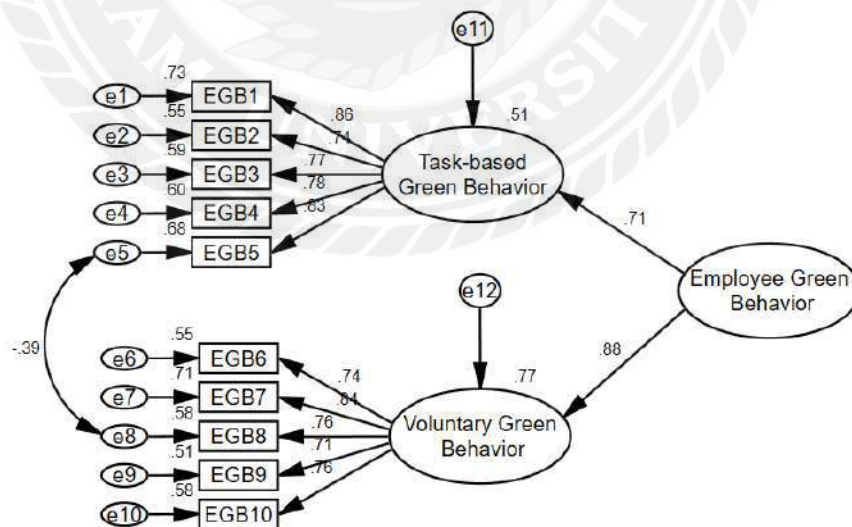 e11
.73
e1 EGB1
.86
.51
.55
e2 EGB2
.74
.59
e3 EGB3
.77
Task-based
Green Behavior
.60
e4 EGB4
.78
.68
e5 EGB5
.83
.71
Employee Green
Behavior
e12
-.39
.88
.55
e6 EGB6
.74
.77
.71
e7 EGB7
.84
.58
e8 EGB8
.76
Voluntary Green
Behavior
.51
e9 EGB9
.71
.58
e10 EGB10
.76
UNIVERSIT